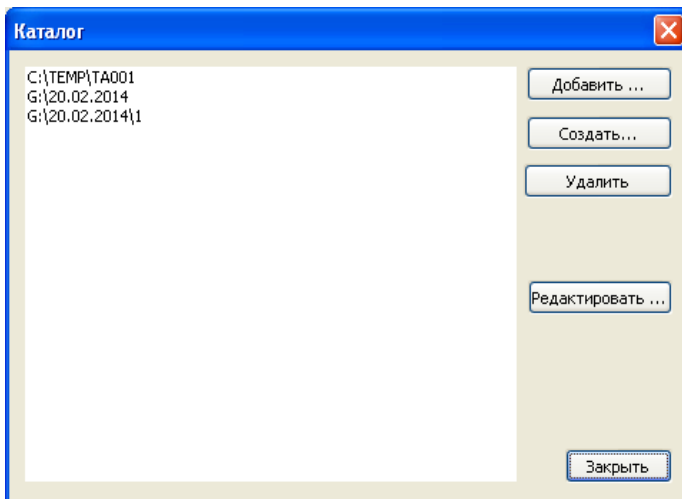 Каталог
C:\TEMP\TA001
G:\20.02.2014
G:\20.02.2014\1
Добавить ...
Создать...
Удалить
Редактировать ...
Закрыть